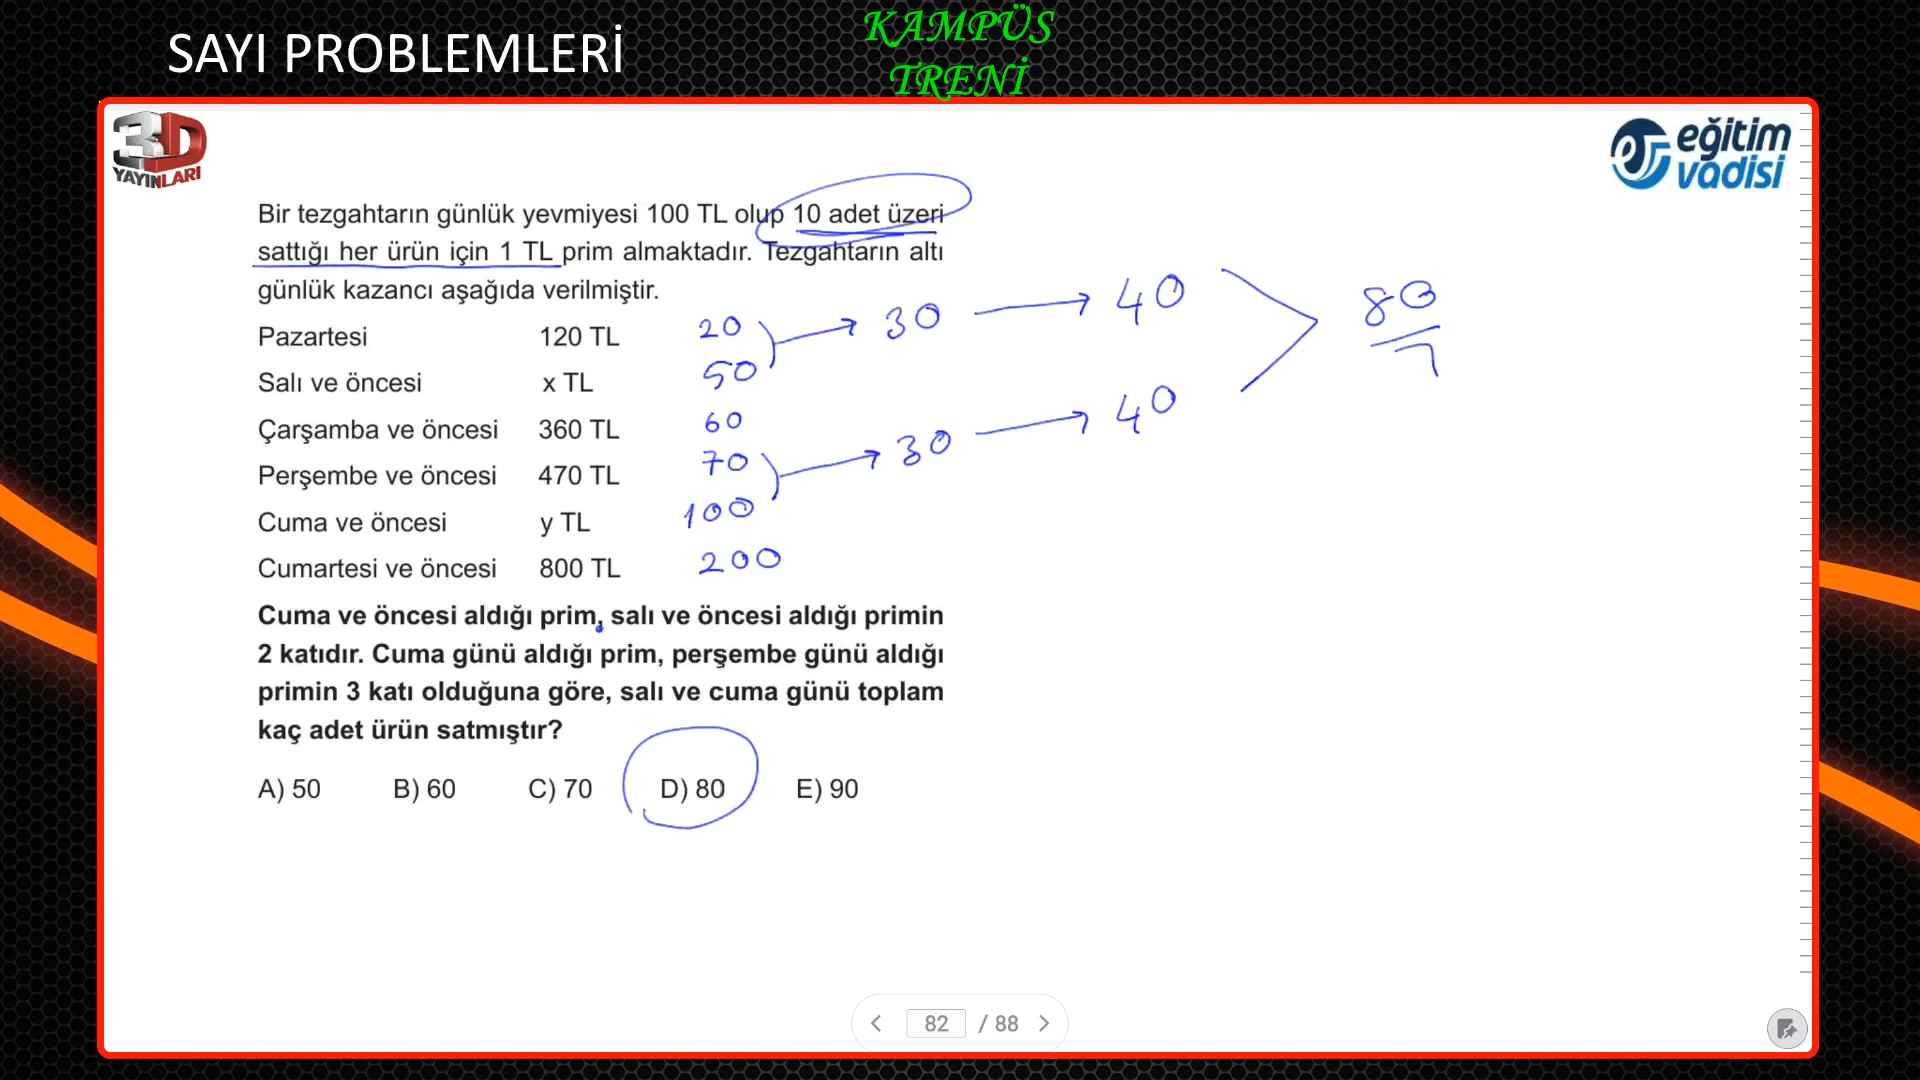 SAYI PROBLEMLERİ
KAMPÜS
TRENİ
3D
YAYINLARI
eğitim
vadisi
Bir tezgahtarın günlük yevmiyesi 100 TL olup 10 adet üzeri
sattığı her ürün için 1 TL prim almaktadır. Tezgahtarın altı
günlük kazancı aşağıda verilmiştir.
Pazartesi 120 TL 20 → 30 → 40
Salı ve öncesi x TL 50
Çarşamba ve öncesi 360 TL 60
Perşembe ve öncesi 470 TL 70 → 30 → 40
Cuma ve öncesi y TL 100
Cumartesi ve öncesi 800 TL 200
80
Cuma ve öncesi aldığı prim, salı ve öncesi aldığı primin
2 katıdır. Cuma günü aldığı prim, perşembe günü aldığı
primin 3 katı olduğuna göre, salı ve cuma günü toplam
kaç adet ürün satmıştır?
A) 50 B) 60 C) 70 D) 80 E) 90
82 / 88